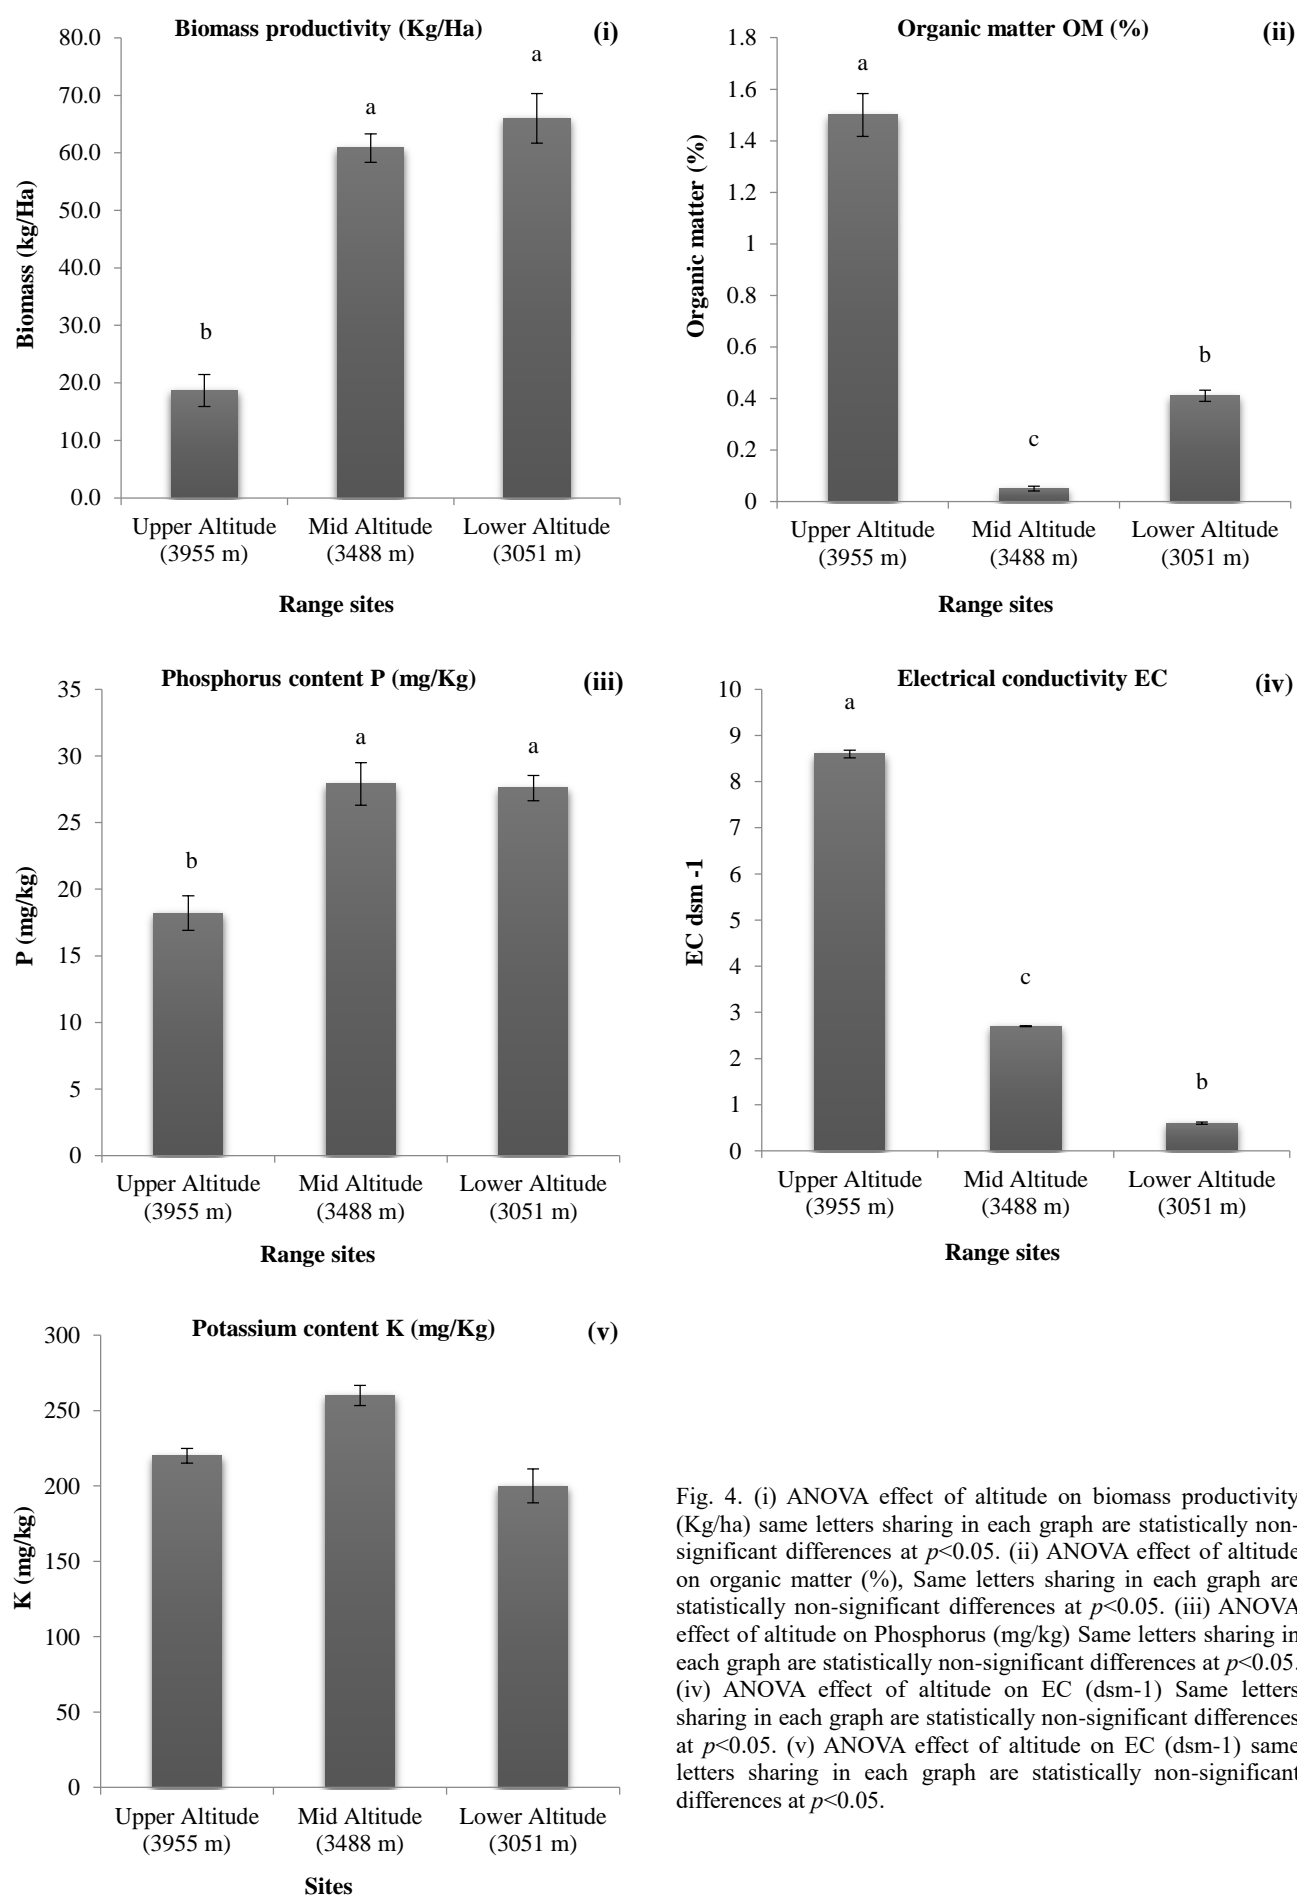 Biomass productivity (Kg/Ha)
(i)
80.0
70.0
60.0
50.0
40.0
30.0
20.0
10.0
0.0
Biomass (kg/Ha)
b
a
a
Upper Altitude
(3955 m)
Mid Altitude
(3488 m)
Lower Altitude
(3051 m)
Range sites
Organic matter OM (%)
(ii)
1.8
1.6
1.4
1.2
1
0.8
0.6
0.4
0.2
0
Organic matter (%)
a
c
b
Upper Altitude
(3955 m)
Mid Altitude
(3488 m)
Lower Altitude
(3051 m)
Range sites
Phosphorus content P (mg/Kg)
(iii)
35
30
25
20
15
10
5
0
P (mg/kg)
b
a
a
Upper Altitude
(3955 m)
Mid Altitude
(3488 m)
Lower Altitude
(3051 m)
Range sites
Electrical conductivity EC
(iv)
10
9
8
7
6
5
4
3
2
1
0
EC dsm -1
a
c
b
Upper Altitude
(3955 m)
Mid Altitude
(3488 m)
Lower Altitude
(3051 m)
Range sites
Potassium content K (mg/Kg)
(v)
300
250
200
150
100
50
0
K (mg/kg)
Upper Altitude
(3955 m)
Mid Altitude
(3488 m)
Lower Altitude
(3051 m)
Sites
Fig. 4. (i) ANOVA effect of altitude on biomass productivity
(Kg/ha) same letters sharing in each graph are statistically non-
significant differences at p<0.05. (ii) ANOVA effect of altitude
on organic matter (%), Same letters sharing in each graph are
statistically non-significant differences at p<0.05. (iii) ANOVA
effect of altitude on Phosphorus (mg/kg) Same letters sharing in
each graph are statistically non-significant differences at p<0.05.
(iv) ANOVA effect of altitude on EC (dsm-1) Same letters
sharing in each graph are statistically non-significant differences
at p<0.05. (v) ANOVA effect of altitude on EC (dsm-1) same
letters sharing in each graph are statistically non-significant
differences at p<0.05.